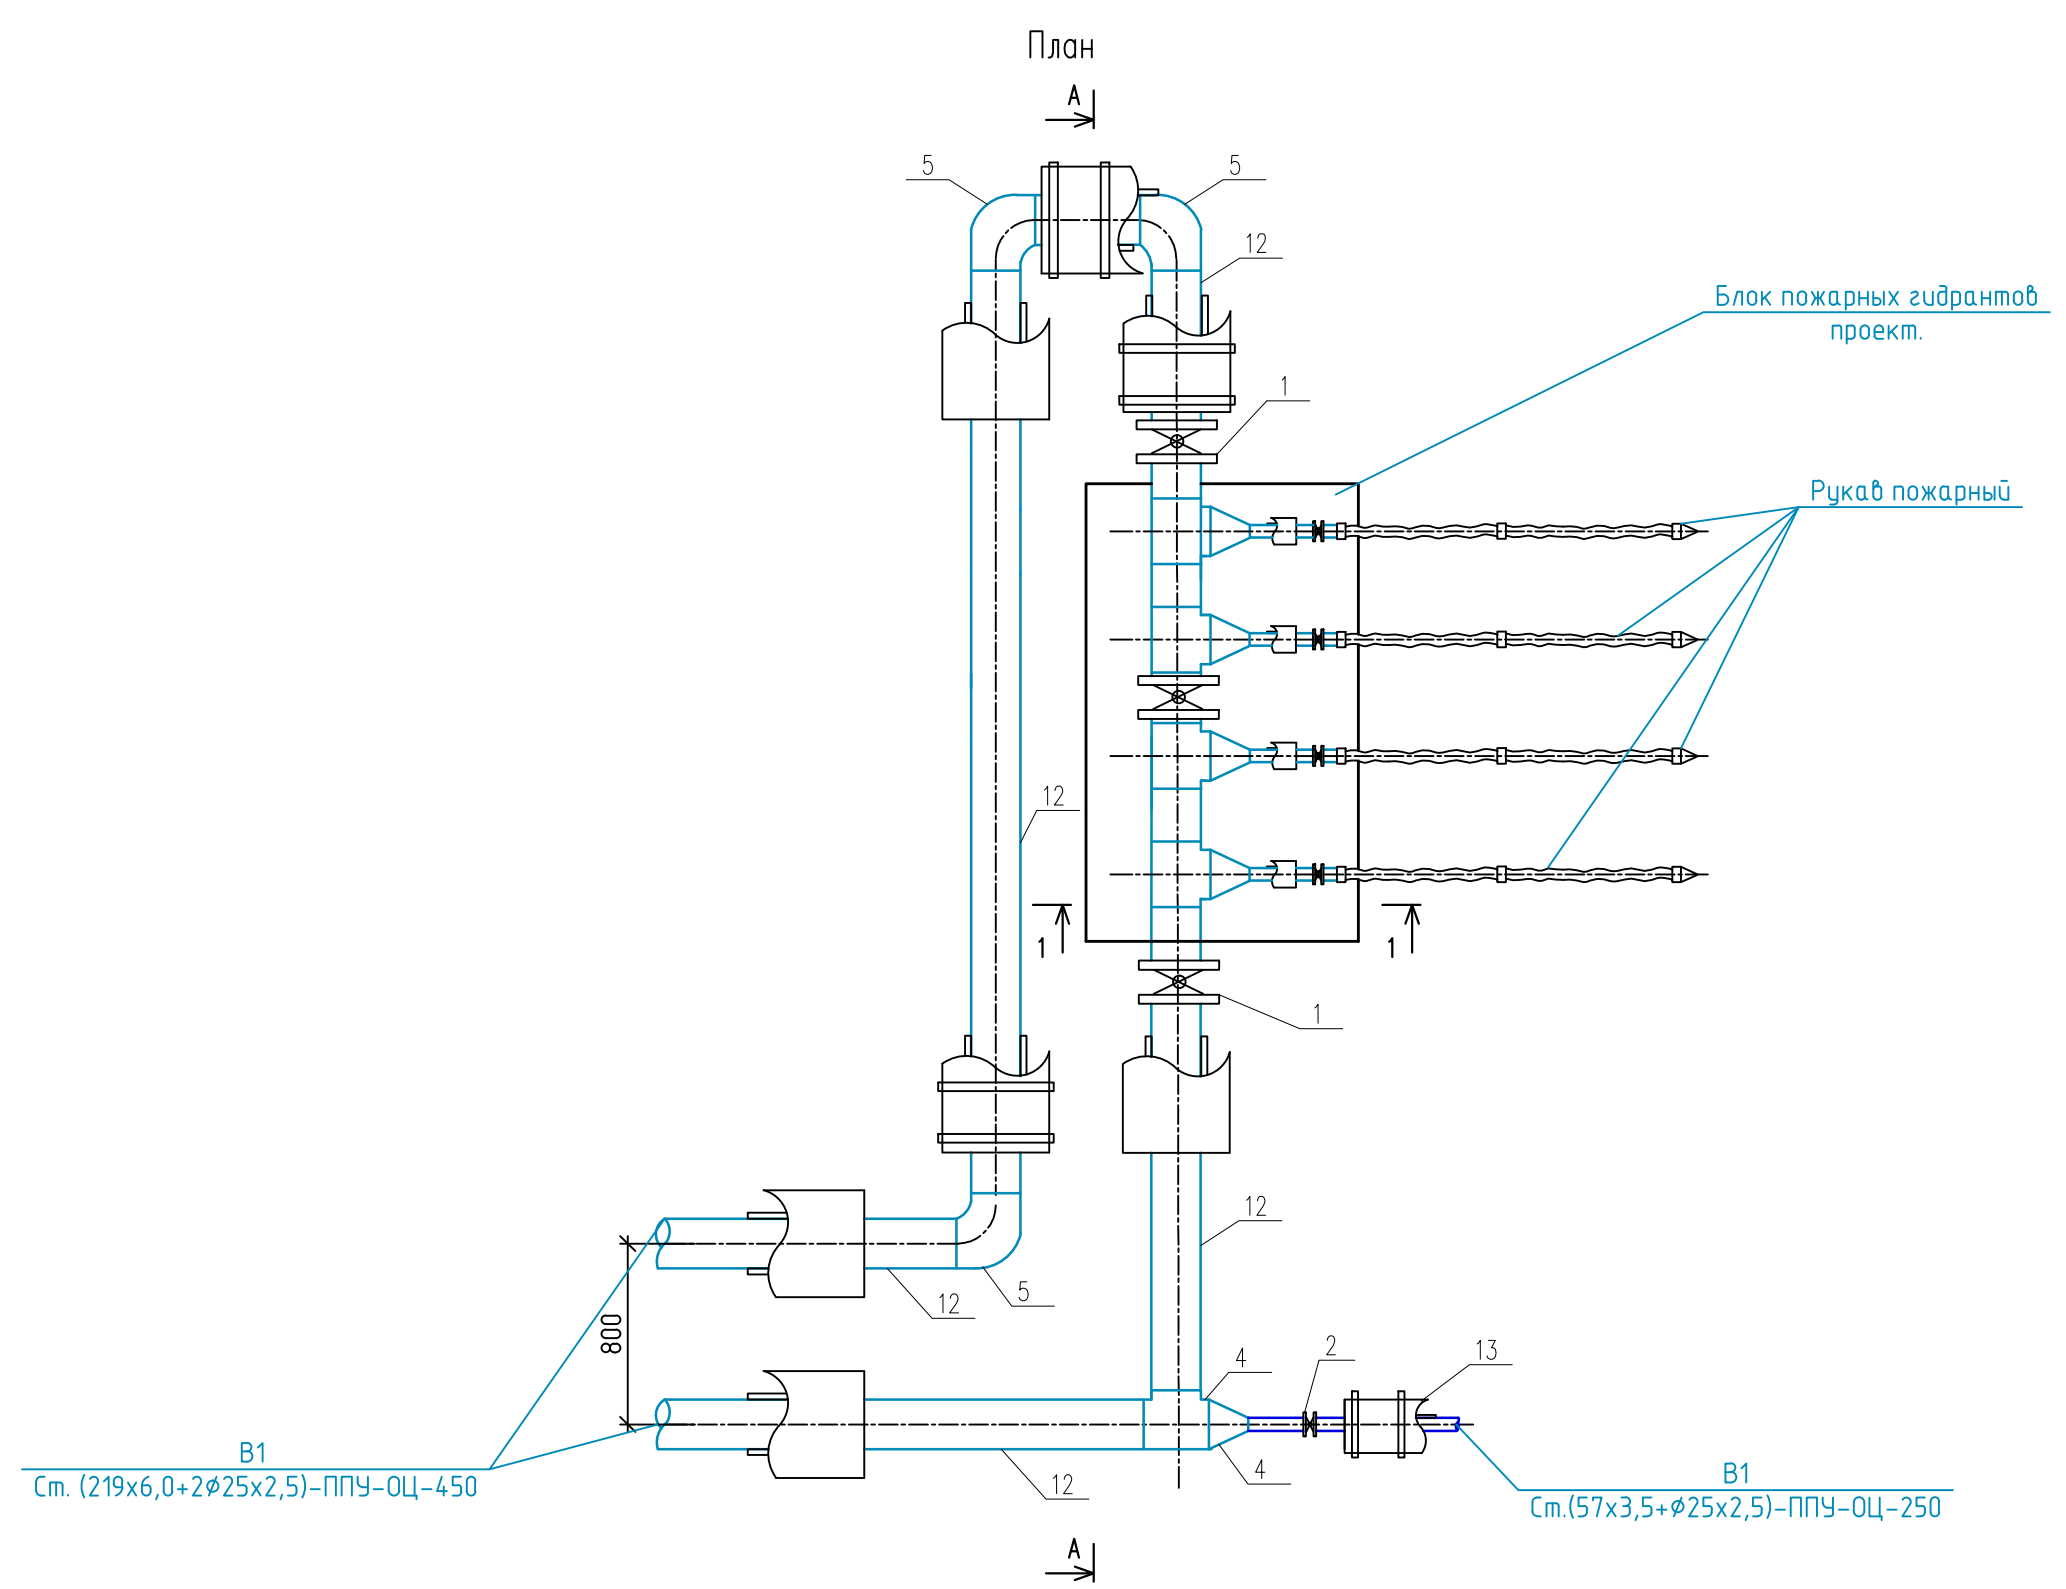 План
А
5
5
12
Блок пожарных гидрантов
проект.
1
Рукав пожарный
12
1
1
1
12
5
12
800
2
13
4
4
В1
Ст. (219х6,0+2⌀25х2,5)-ППУ-ОЦ-450
12
В1
Ст.(57х3,5+⌀25х2,5)-ППУ-ОЦ-250
А